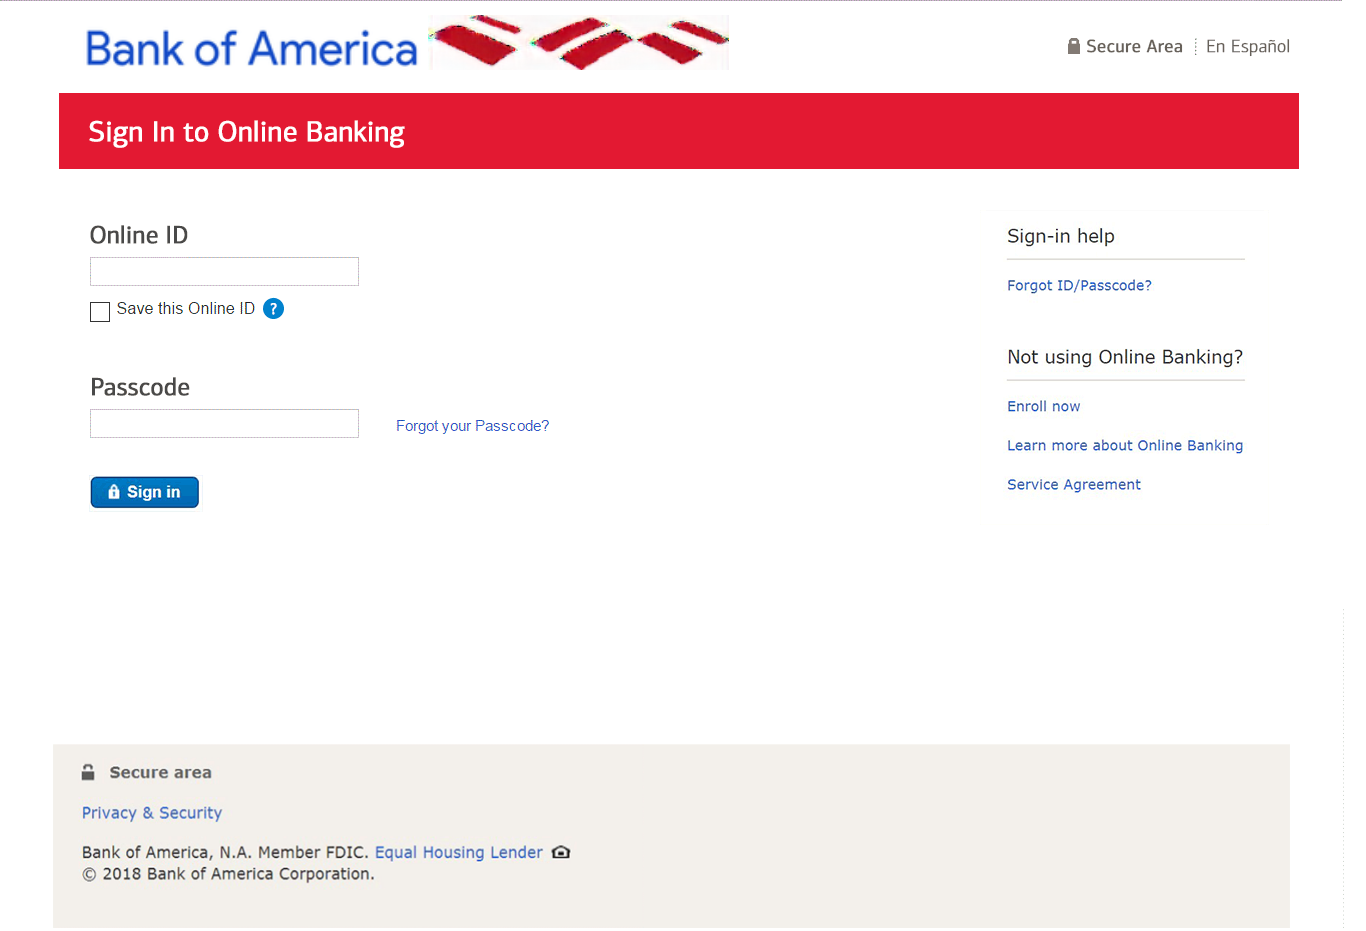 Bank of America
Secure Area
En Español
Sign In to Online Banking
Online ID
Save this Online ID ?
Passcode
Forgot your Passcode?
Sign in
Sign-in help
Forgot ID/Passcode?
Not using Online Banking?
Enroll now
Learn more about Online Banking
Service Agreement
Secure area
Privacy & Security
Bank of America, N.A. Member FDIC. Equal Housing Lender
© 2018 Bank of America Corporation.